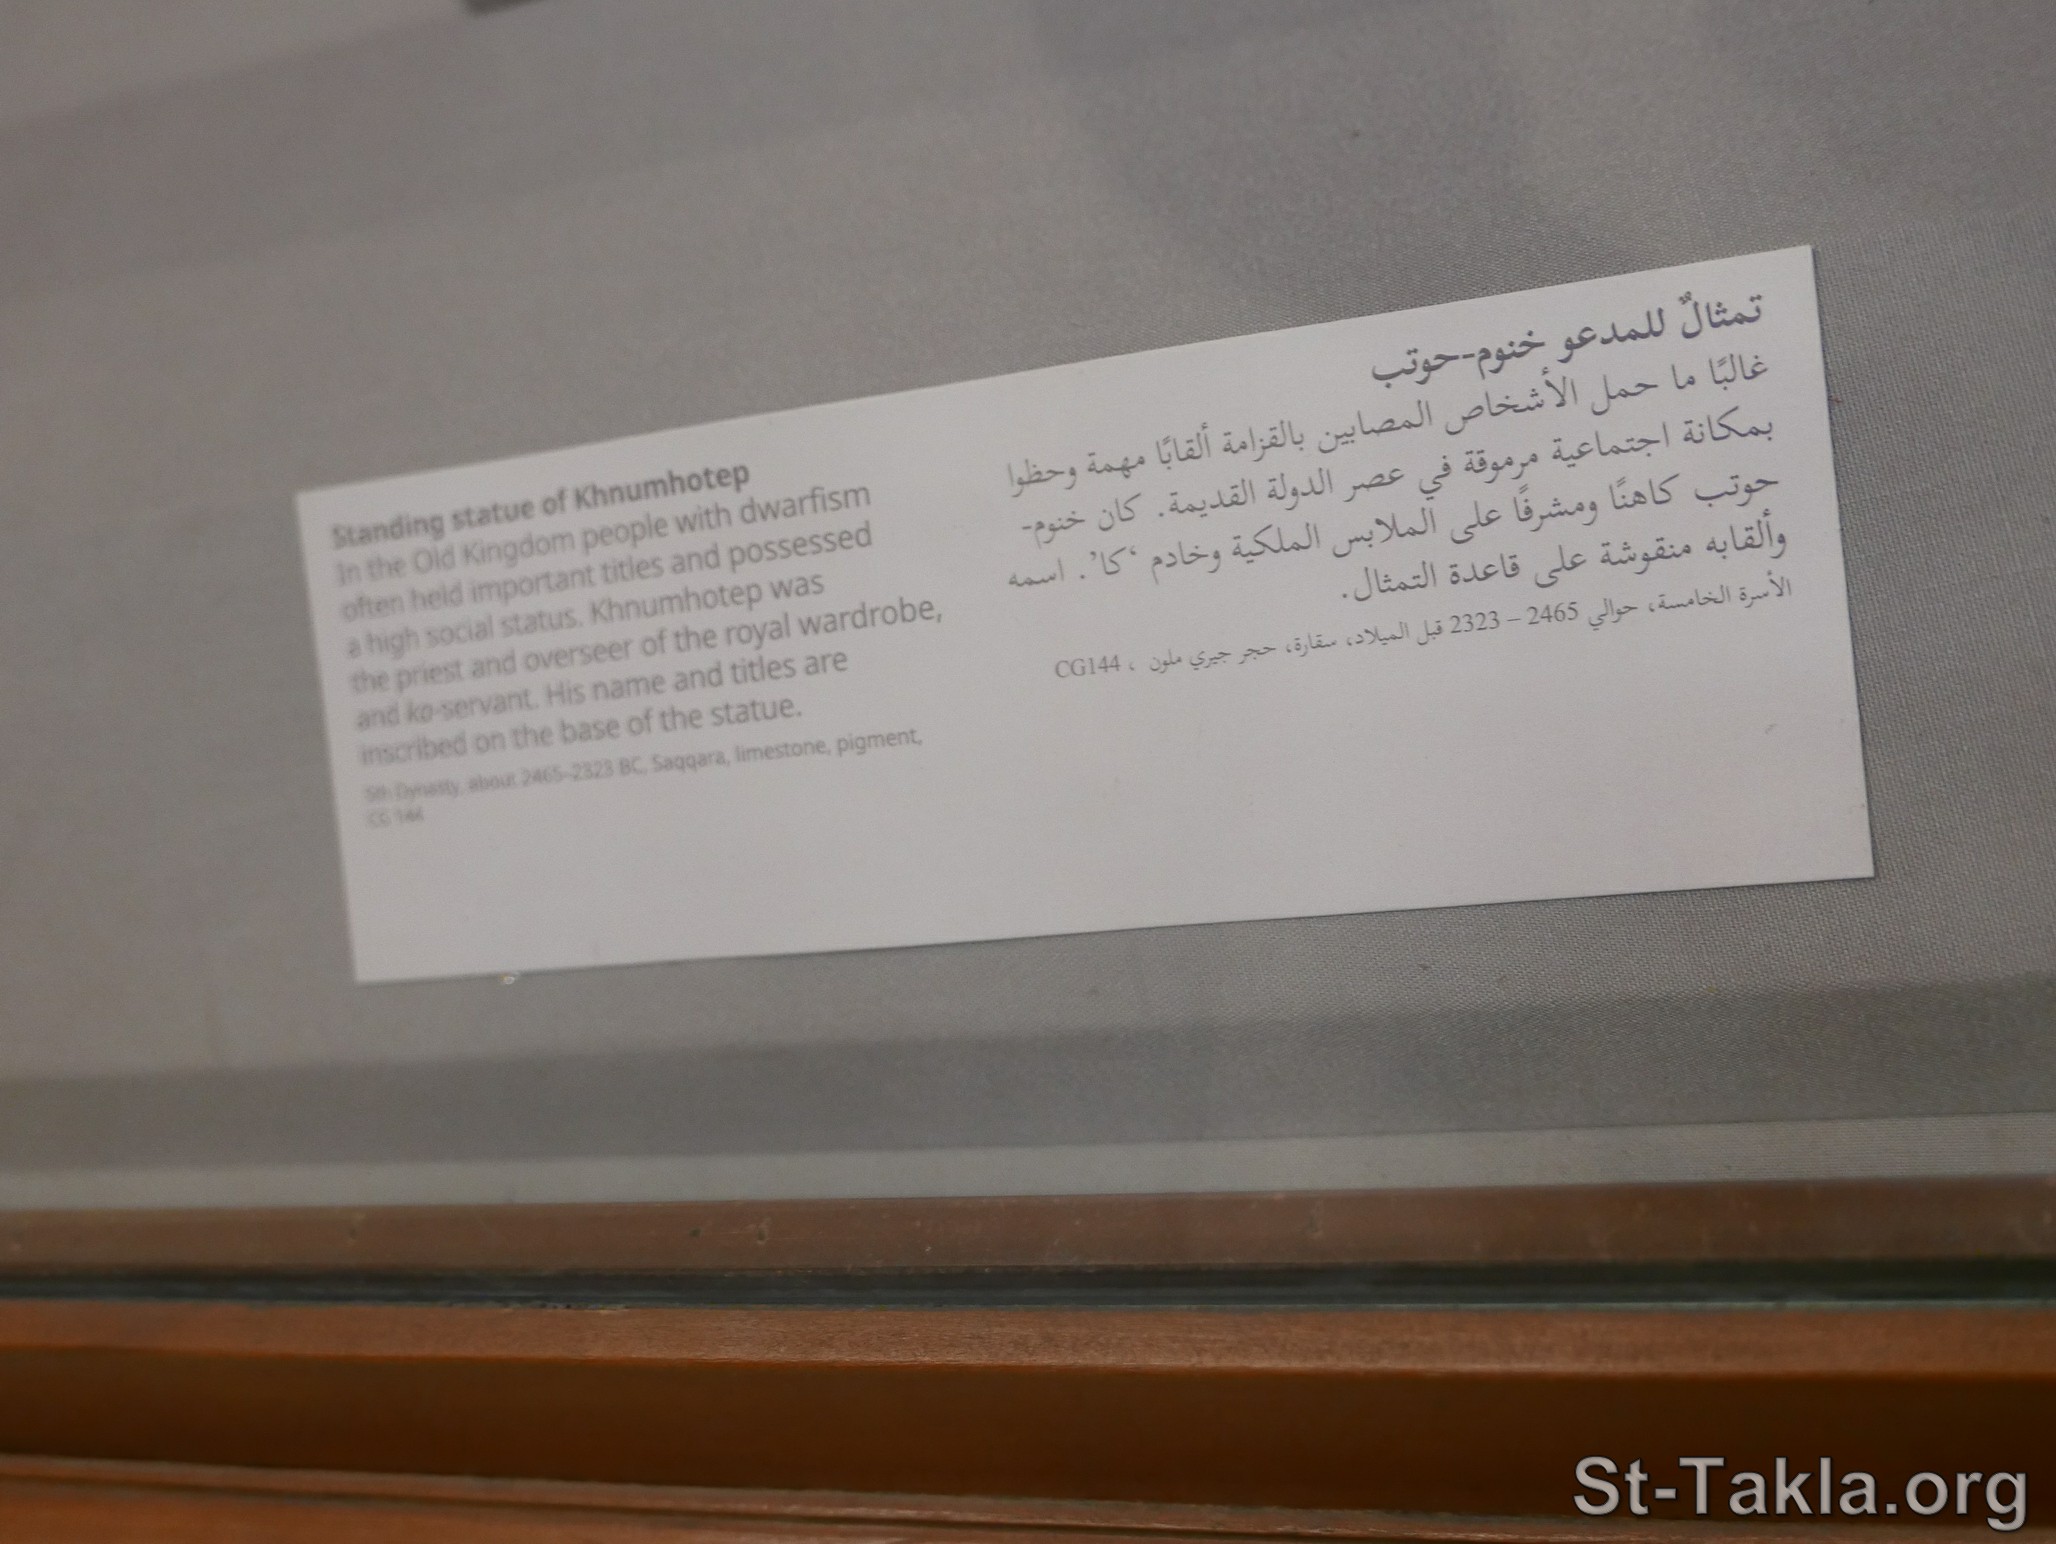 Standing statue of Khnumhotep
In the Old Kingdom people with dwarfism
often held important titles and possessed
a high social status. Khnumhotep was
the priest and overseer of the royal wardrobe,
and ka-servant. His name and titles are
inscribed on the base of the statue.
5th Dynasty, about 2465–2323 BC, Saqqara, limestone, pigment,
CG 144
تمثالٌ للمدعو خنوم-حوتب
غالبًا ما حمل الأشخاص المصابين بالقزامة ألقابًا مهمة وحظوا
بمكانة اجتماعية مرموقة في عصر الدولة القديمة. كان خنوم-
حوتب كاهنًا ومشرفًا على الملابس الملكية وخادم ‘كا’. اسمه
وألقابه منقوشة على قاعدة التمثال.
الأسرة الخامسة، حوالي 2465 – 2323 قبل الميلاد، سقارة، حجر جيري ملون ، CG144
St-Takla.org